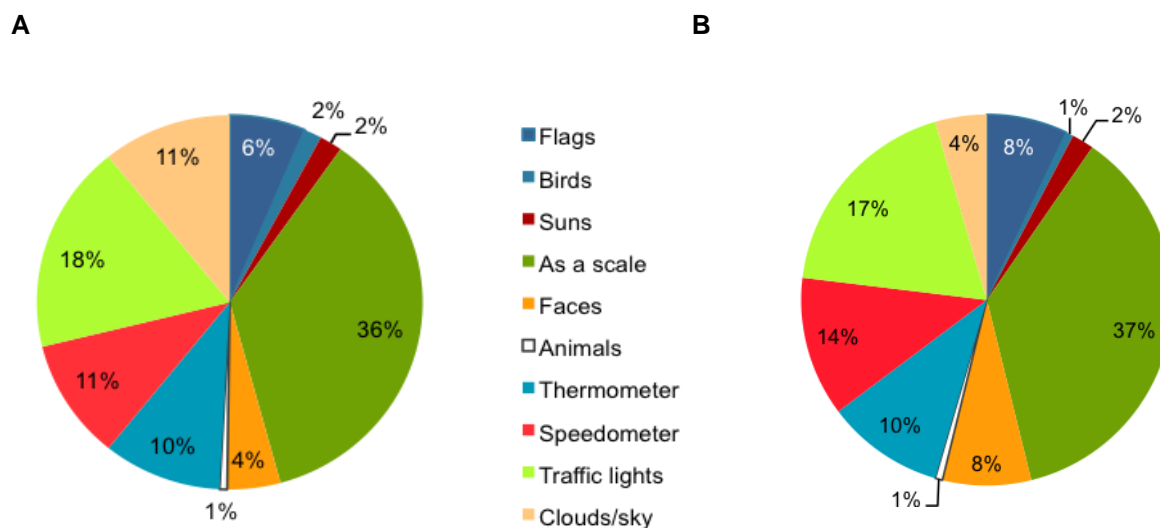 A
B
2%
2%
6%
11%
18%
36%
11%
10%
4%
1%
Flags
Birds
Suns
As a scale
Faces
Animals
Thermometer
Speedometer
Traffic lights
Clouds/sky
1%
2%
4%
8%
17%
37%
14%
10%
8%
1%